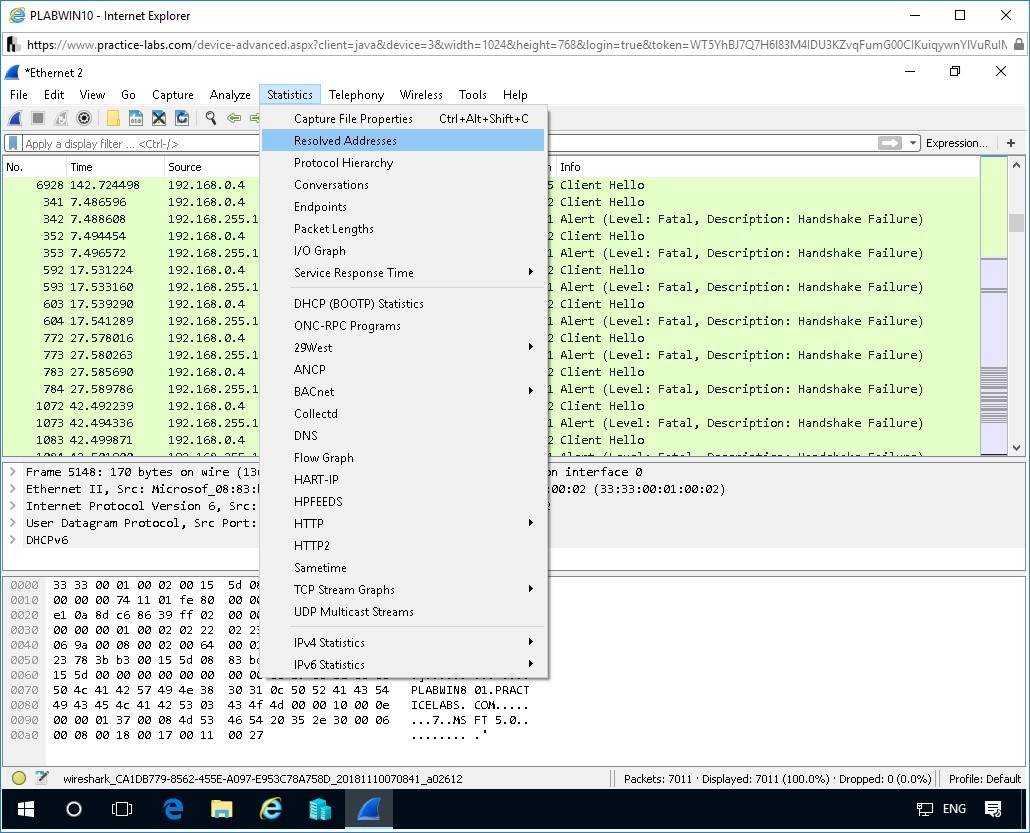 PLABWIN10 - Internet Explorer
https://www.practice-labs.com/device-advanced.aspx?client=java&device=3&width=1024&height=768&login=true&token=
*Ethernet 2
File Edit View Go Capture Analyze Statistics Telephony Wireless Tools Help
Apply a display filter ... <Ctrl-/> Expression... +
No. Time Source Info
6928 142.724498 192.168.0.4 Client Hello
341 7.486596 192.168.0.4 2 Client Hello
342 7.488608 192.168.255.1 Alert (Level: Fatal, Description: Handshake Failure)
352 7.494454 192.168.0.4 2 Client Hello
353 7.496572 192.168.255.1 Alert (Level: Fatal, Description: Handshake Failure)
592 17.531224 192.168.0.4 2 Client Hello
593 17.533160 192.168.255.1 Alert (Level: Fatal, Description: Handshake Failure)
603 17.539290 192.168.0.4 2 Client Hello
604 17.541289 192.168.255.1 Alert (Level: Fatal, Description: Handshake Failure)
772 27.578016 192.168.0.4 2 Client Hello
773 27.580263 192.168.255.1 Alert (Level: Fatal, Description: Handshake Failure)
783 27.585690 192.168.0.4 2 Client Hello
784 27.589786 192.168.255.1 Alert (Level: Fatal, Description: Handshake Failure)
1072 42.492239 192.168.0.4 2 Client Hello
1073 42.494336 192.168.255.1 Alert (Level: Fatal, Description: Handshake Failure)
1083 42.499871 192.168.0.4 2 Client Hello
Capture File Properties Ctrl+Alt+Shift+C
Resolved Addresses
Protocol Hierarchy
Conversations
Endpoints
Packet Lengths
I/O Graph
Service Response Time
DHCP (BOOTP) Statistics
ONC-RPC Programs
29West
ANCP
BACnet
Collectd
DNS
Flow Graph
HART-IP
HPFEEDS
HTTP
HTTP2
Sametime
TCP Stream Graphs
UDP Multicast Streams
IPv4 Statistics
IPv6 Statistics
Frame 5148: 170 bytes on wire (13 on interface 0
Ethernet II, Src: Microsof_08:83: :00:02 (33:33:00:01:00:02)
Internet Protocol Version 6, Src: 2
User Datagram Protocol, Src Port:
DHCPv6
0000 33 33 00 01 00 02 00 15 5d 08
0010 00 00 00 74 11 01 fe 80 00 00
0020 e1 0a 8d c6 86 39 ff 02 00 00
0030 00 00 00 01 00 02 02 22 02 23
0040 06 9a 00 08 00 02 00 64 00 01
0050 23 78 3b b3 00 15 5d 08 83 bc
0060 15 5d 00 00 00 00 00 00 00
0070 50 4c 41 42 57 49 4e 38 30 31 0c 50 52 41 43 54 PLABWIN8 01.PRACT
0080 49 43 45 4c 41 42 53 03 43 4f 4d 00 00 10 00 0e ICELABS. COM.....
0090 00 00 01 37 00 08 4d 53 46 54 20 35 2e 30 00 06 ...7..MS FT 5.0..
00a0 00 08 00 18 00 17 00 11 00 27 ........ .'
wireshark_CA1DB779-8562-455E-A097-E953C78A758D_20181110070841_a02612 Packets: 7011 · Displayed: 7011 (100.0%) · Dropped: 0 (0.0%) Profile: Default
ENG